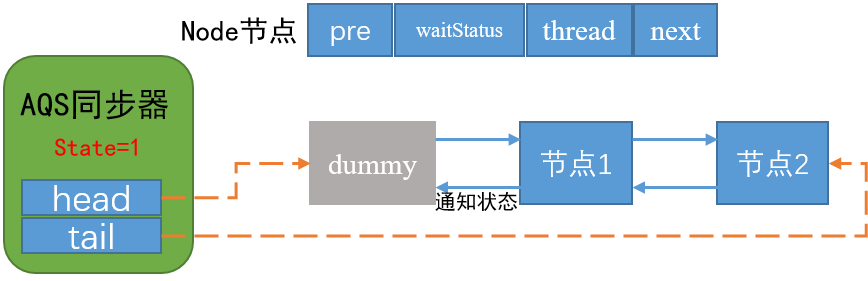 Node节点
pre
waitStatus
thread
next
AQS同步器
State=1
head
tail
dummy
节点1
节点2
通知状态